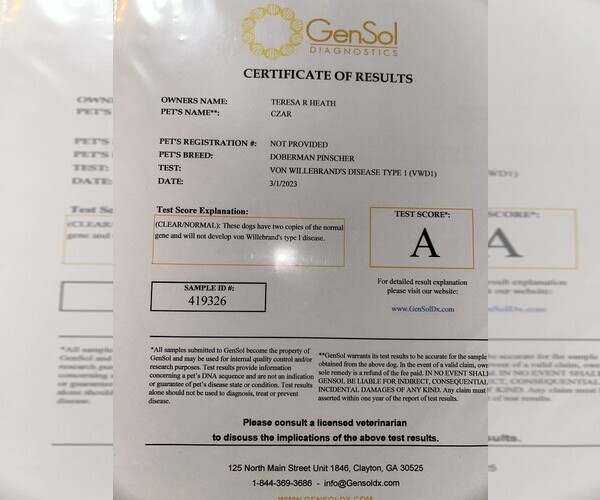 GenSol
DIAGNOSTICS
CERTIFICATE OF RESULTS
OWNERS NAME: TERESA R HEATH
PET'S NAME**: CZAR
PET'S REGISTRATION #: NOT PROVIDED
PET'S BREED: DOBERMAN PINSCHER
TEST: VON WILLEBRAND'S DISEASE TYPE 1 (VWD1)
DATE: 3/1/2023
Test Score Explanation:
(CLEAR/NORMAL): These dogs have two copies of the normal
gene and will not develop von Willebrand's type I disease.
TEST SCORE*:
A
SAMPLE ID #:
419326
For detailed result explanation
please visit our website:
www.GenSolDx.com
*All samples submitted to GenSol become the property of
GenSol and may be used for internal quality control and/or
research purposes. Test results provide information
concerning a pet's DNA sequence and are not an indication
or guarantee of pet's disease state or condition. Test results
alone should not be used to diagnosis, treat or prevent
disease.
**GenSol warrants its test results to be accurate for the sample
obtained from the above dog. In the event of a valid claim, own
sole remedy is a refund of the fee paid. IN NO EVENT SHAL
GENSOL BE LIABLE FOR INDIRECT, CONSEQUENTIAL
INCIDENTAL DAMAGES OF ANY KIND. Any claim must
asserted within one year of the report of test results.
Please consult a licensed veterinarian
to discuss the implications of the above test results.
125 North Main Street Unit 1846, Clayton, GA 30525
1-844-369-3686 - info@Gensoldx.com
WWW.GENSOLDX.COM